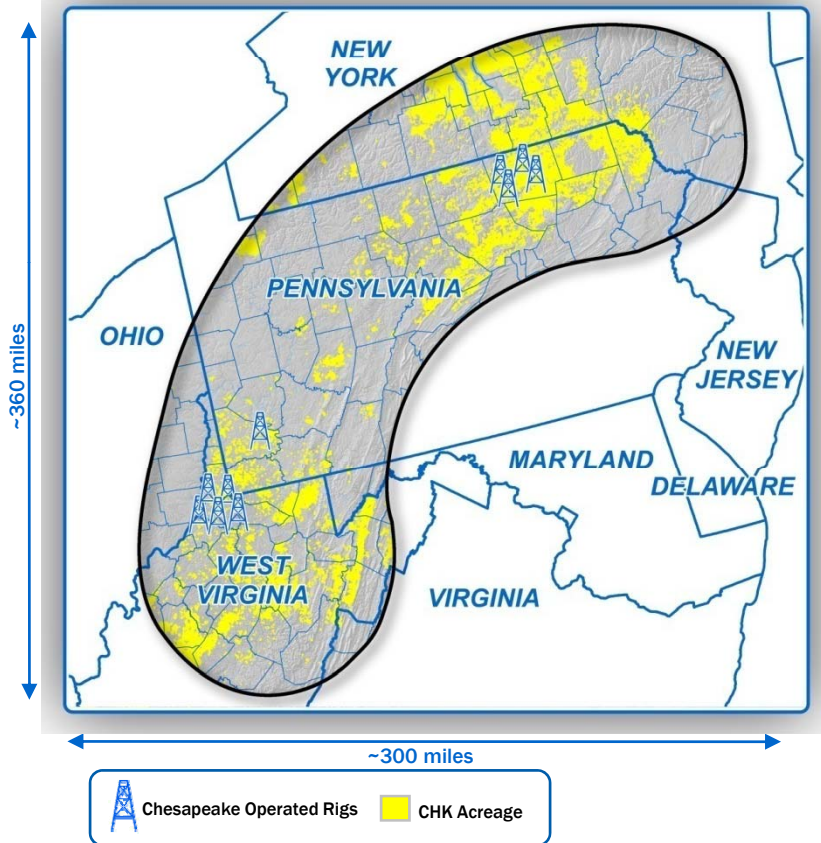 NEW
YORK
PENNSYLVANIA
OHIO
NEW
JERSEY
MARYLAND
DELAWARE
WEST
VIRGINIA
VIRGINIA
~360 miles
~300 miles
Chesapeake Operated Rigs
CHK Acreage